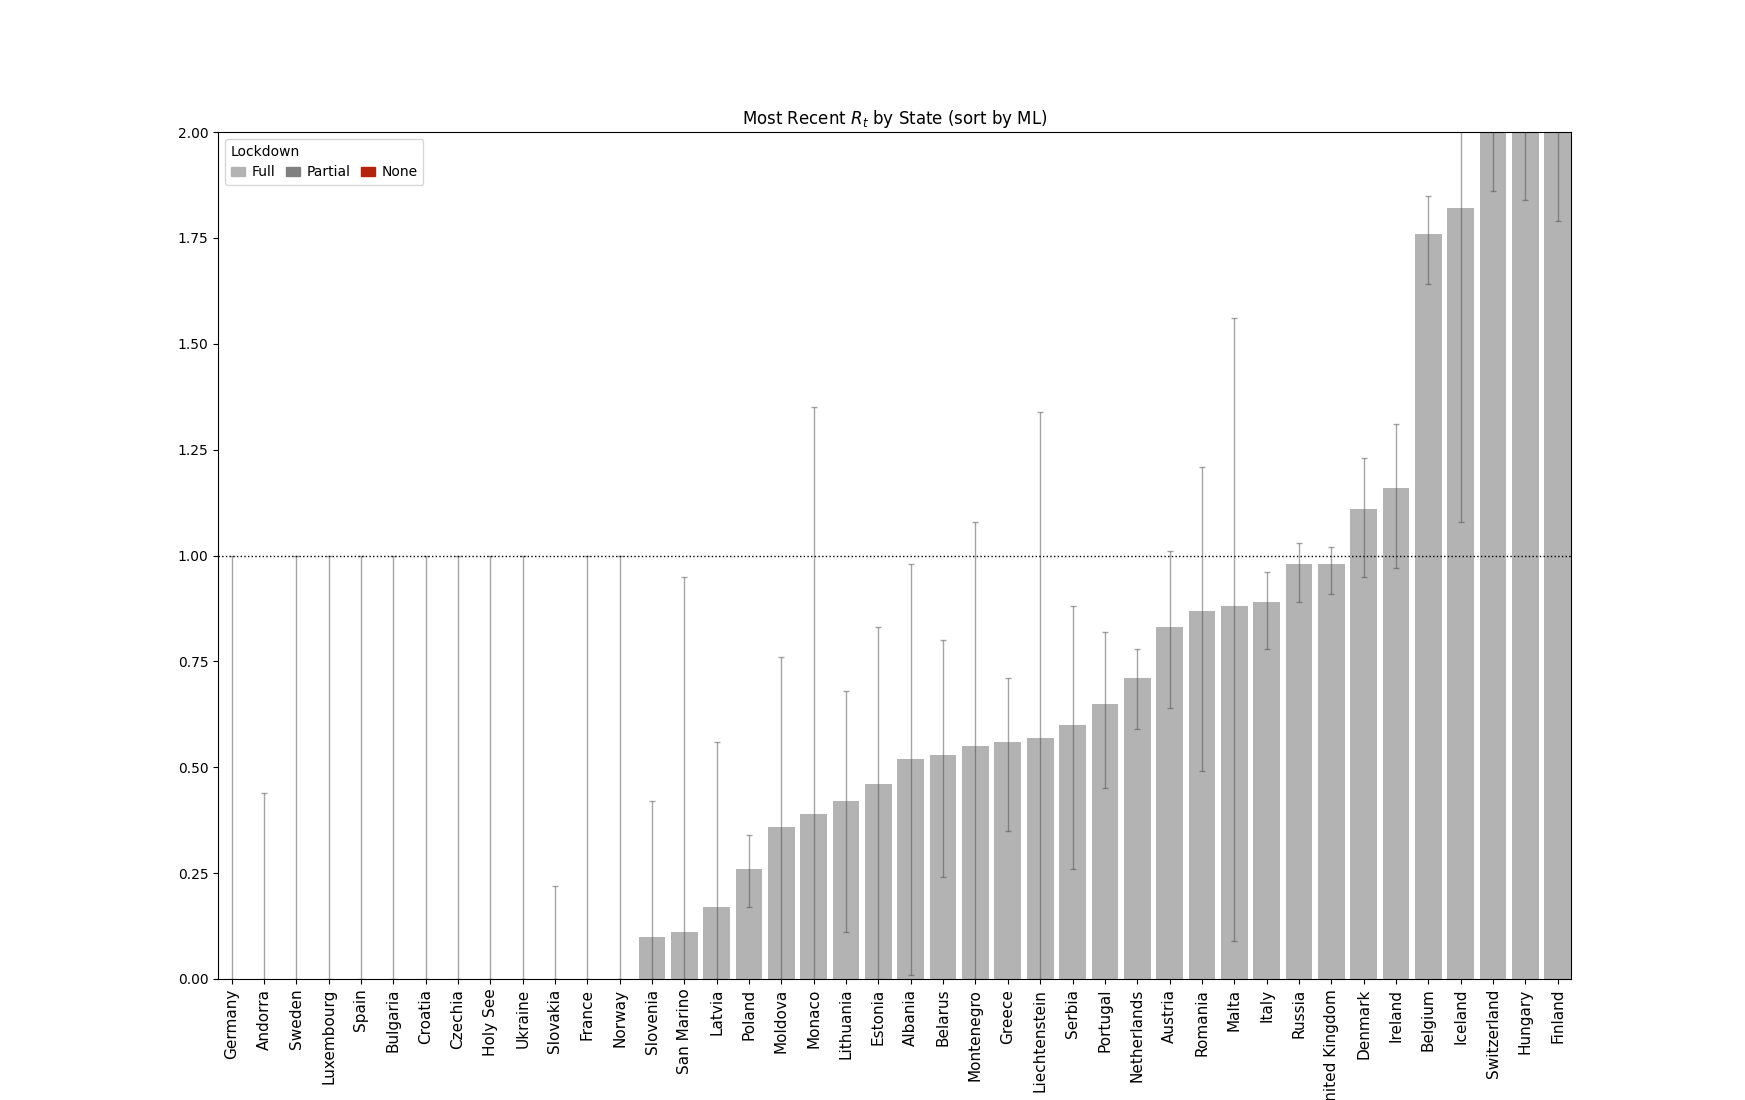 Most Recent R_t by State (sort by ML)
Lockdown
Full Partial None
2.00
1.75
1.50
1.25
1.00
0.75
0.50
0.25
0.00
Germany
Andorra
Sweden
Luxembourg
Spain
Bulgaria
Croatia
Czechia
Holy See
Ukraine
Slovakia
France
Norway
Slovenia
San Marino
Latvia
Poland
Moldova
Monaco
Lithuania
Estonia
Albania
Belarus
Montenegro
Greece
Liechtenstein
Serbia
Portugal
Netherlands
Austria
Romania
Malta
Italy
Russia
nited Kingdom
Denmark
Ireland
Belgium
Iceland
Switzerland
Hungary
Finland